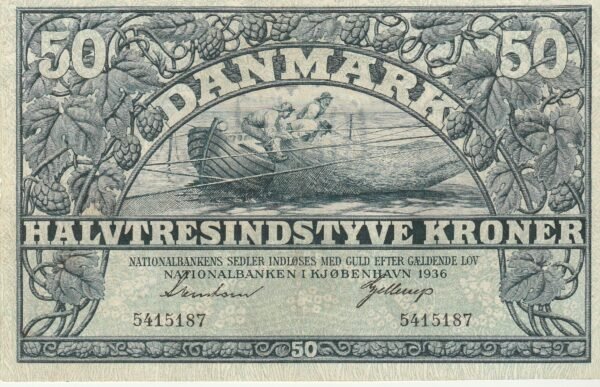 50 50
DANMARK
HALVTRESINDSTYVE KRONER
NATIONALBANKENS SEDLER INDLØSES MED GULD EFTER GÆLDENDE LOV
NATIONALBANKEN I KJØBENHAVN 1936
Gellerup
5415187 5415187
50